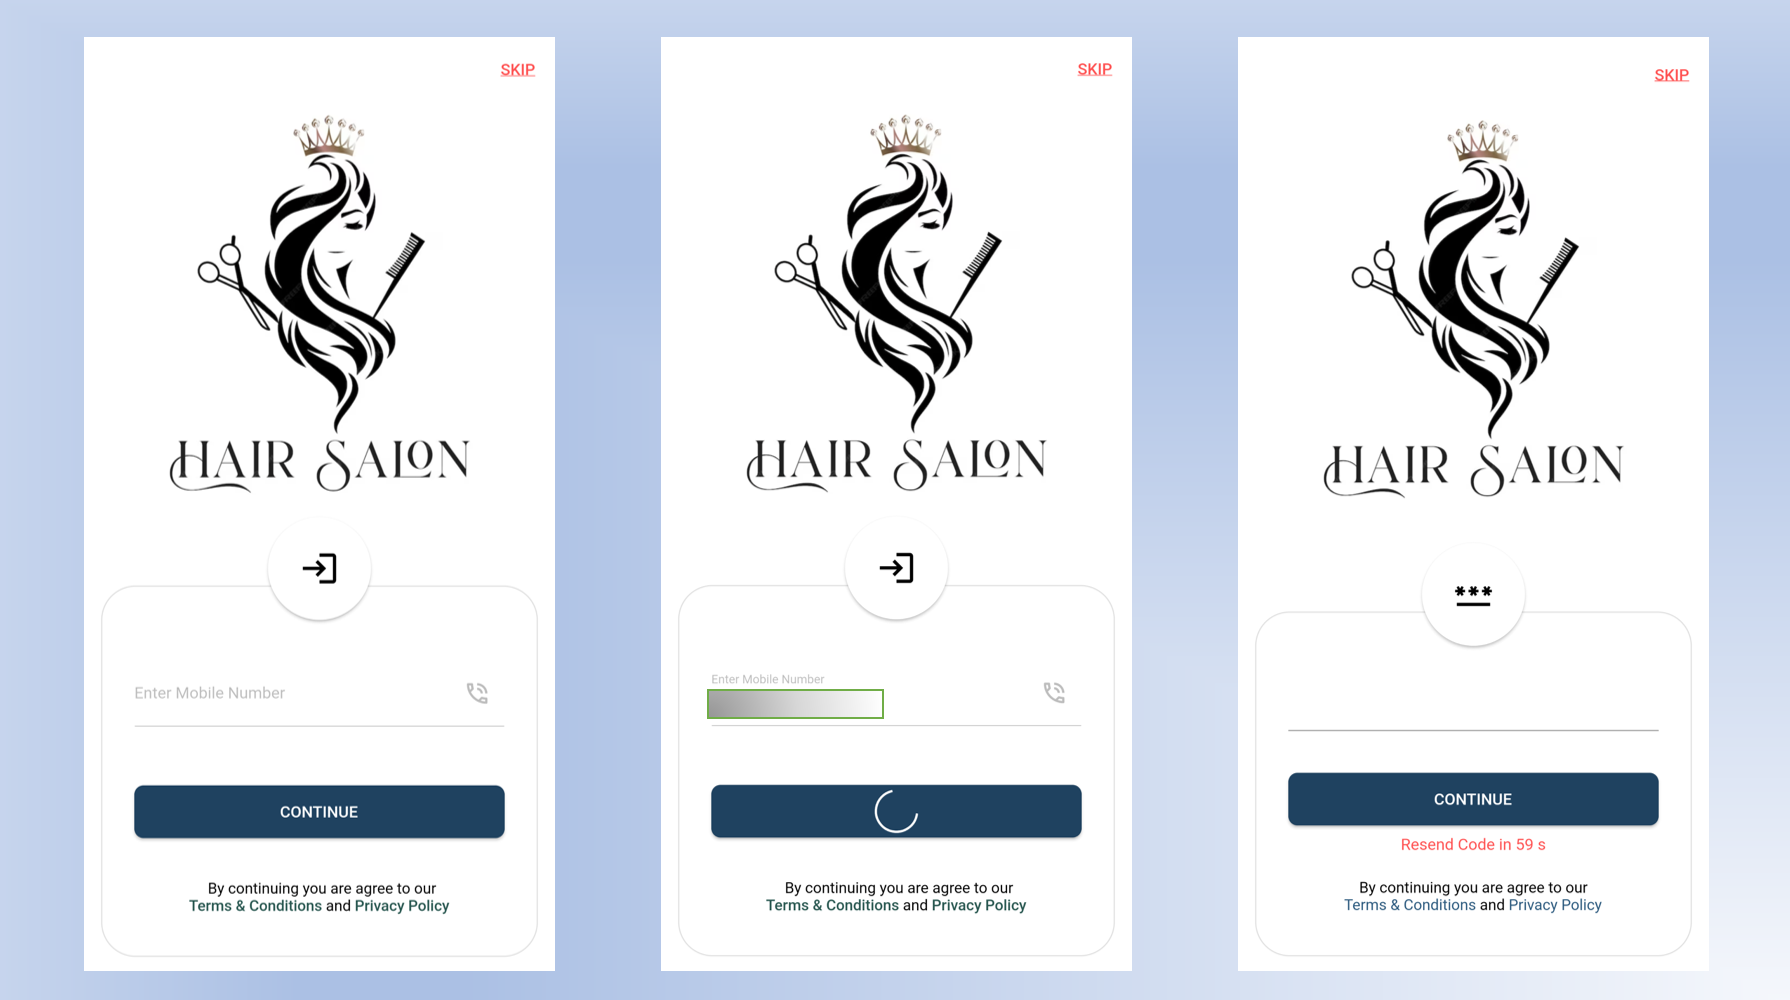 SKIP
HAIR SALON
Enter Mobile Number
CONTINUE
By continuing you are agree to our
Terms & Conditions and Privacy Policy
SKIP
HAIR SALON
Enter Mobile Number
By continuing you are agree to our
Terms & Conditions and Privacy Policy
SKIP
HAIR SALON
***
CONTINUE
Resend Code in 59 s
By continuing you are agree to our
Terms & Conditions and Privacy Policy